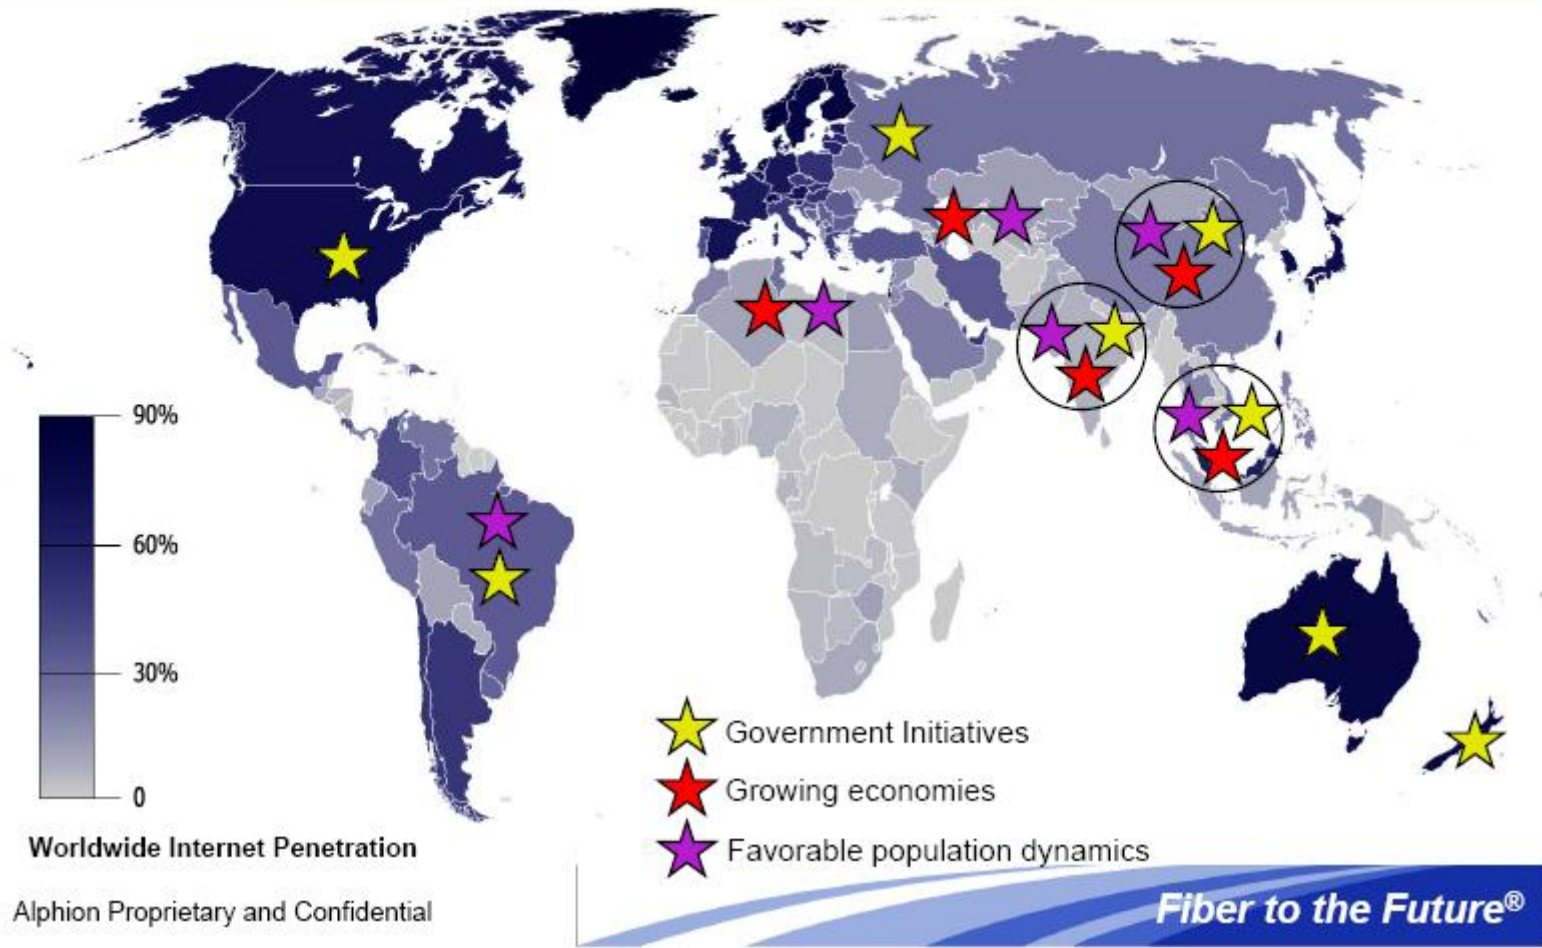 90%
60%
30%
0
Worldwide Internet Penetration
Government Initiatives
Growing economies
Favorable population dynamics
Alphion Proprietary and Confidential
Fiber to the Future®